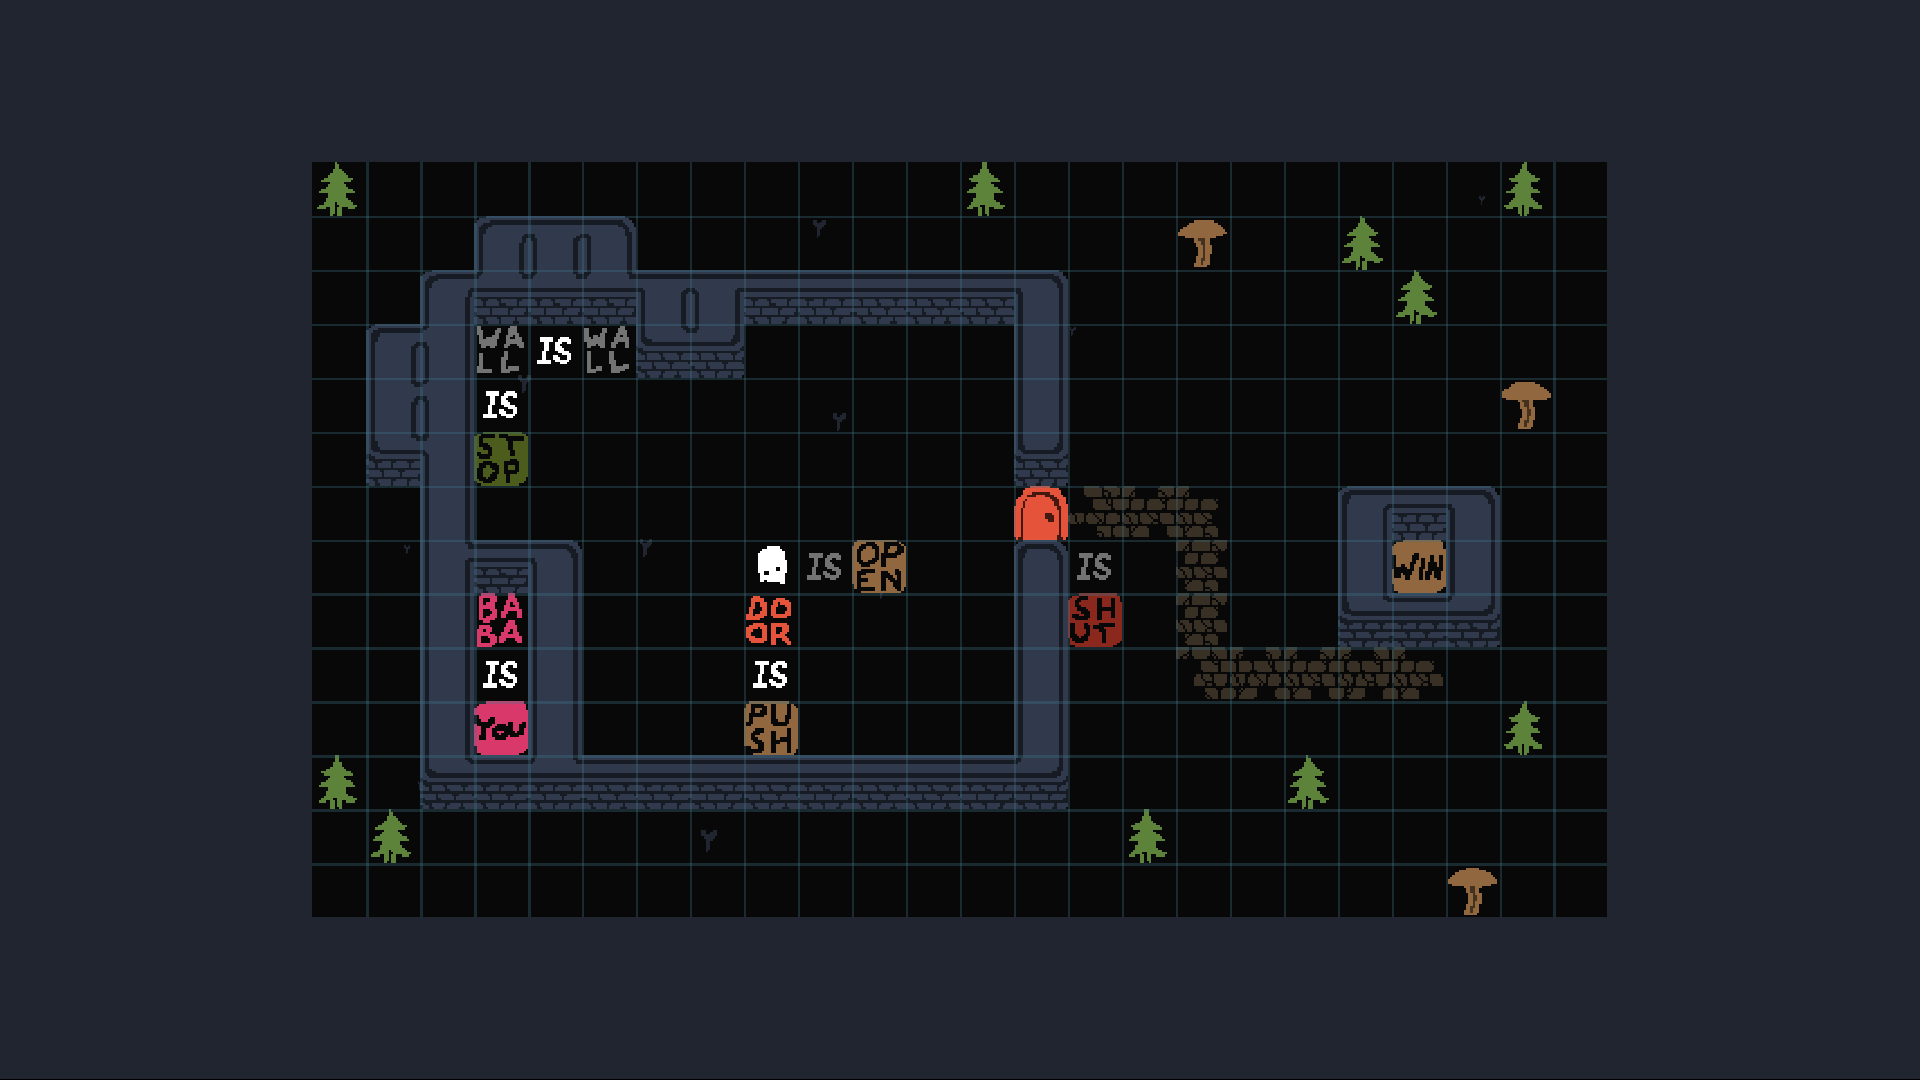 WALL IS WALL
IS
STOP
IS OPEN IS WIN
BABA DOOR SHUT
IS IS
YOU PUSH